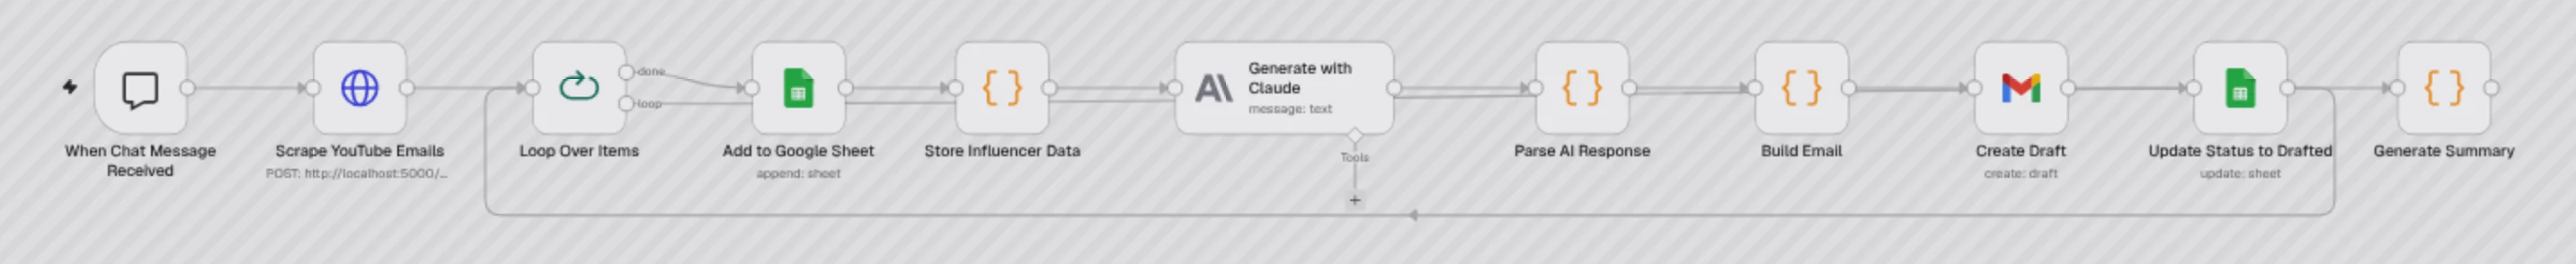 When Chat Message
Received
Scrape YouTube Emails
POST: http://localhost:5000/...
Loop Over Items
done
loop
Add to Google Sheet
append: sheet
Store Influencer Data
Generate with
Claude
message: text
Tools
+
Parse AI Response
Build Email
Create Draft
create: draft
Update Status to Drafted
update: sheet
Generate Summary